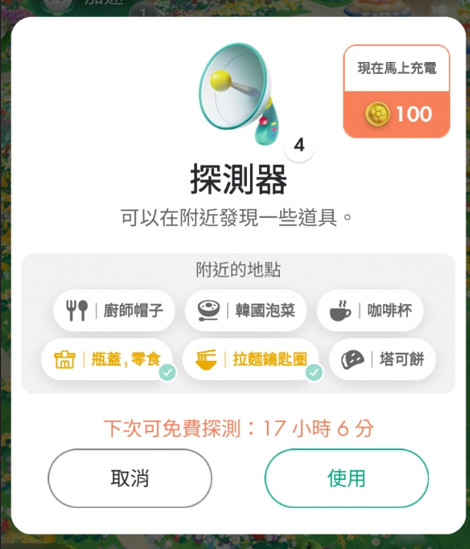 加速
1
現在馬上充電
100
4
探測器
可以在附近發現一些道具。
附近的地點
廚師帽子
韓國泡菜
咖啡杯
瓶蓋, 零食
拉麵鑰匙圈
塔可餅
下次可免費探測：17 小時 6 分
取消
使用